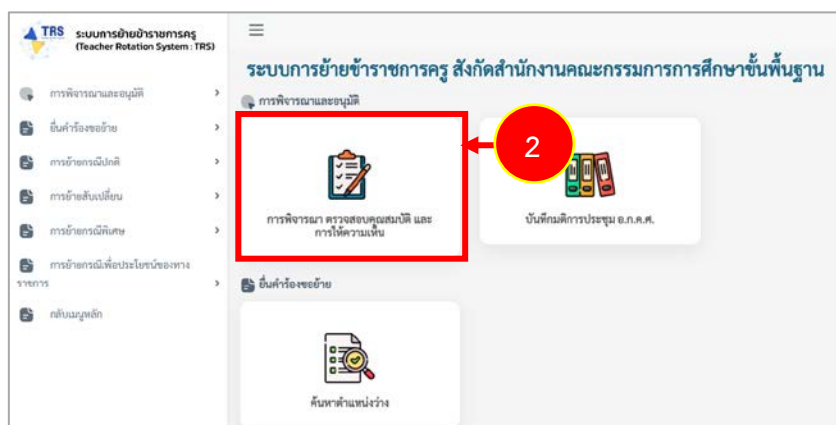 TRS ระบบการย้ายข้าราชการครู
(Teacher Rotation System : TRS)
การพิจารณาและอนุมัติ
ยื่นคำร้องขอย้าย
การย้ายกรณีปกติ
การย้ายสับเปลี่ยน
การย้ายกรณีพิเศษ
การย้ายกรณีเพื่อประโยชน์ของทาง
ราชการ
กลับเมนูหลัก
ระบบการย้ายข้าราชการครู สังกัดสำนักงานคณะกรรมการการศึกษาขั้นพื้นฐาน
การพิจารณาและอนุมัติ
2
การพิจารณา ตรวจสอบคุณสมบัติ และ
การให้ความเห็น
บันทึกมติการประชุม อ.ก.ค.ศ.
ยื่นคำร้องขอย้าย
ค้นหาตำแหน่งว่าง